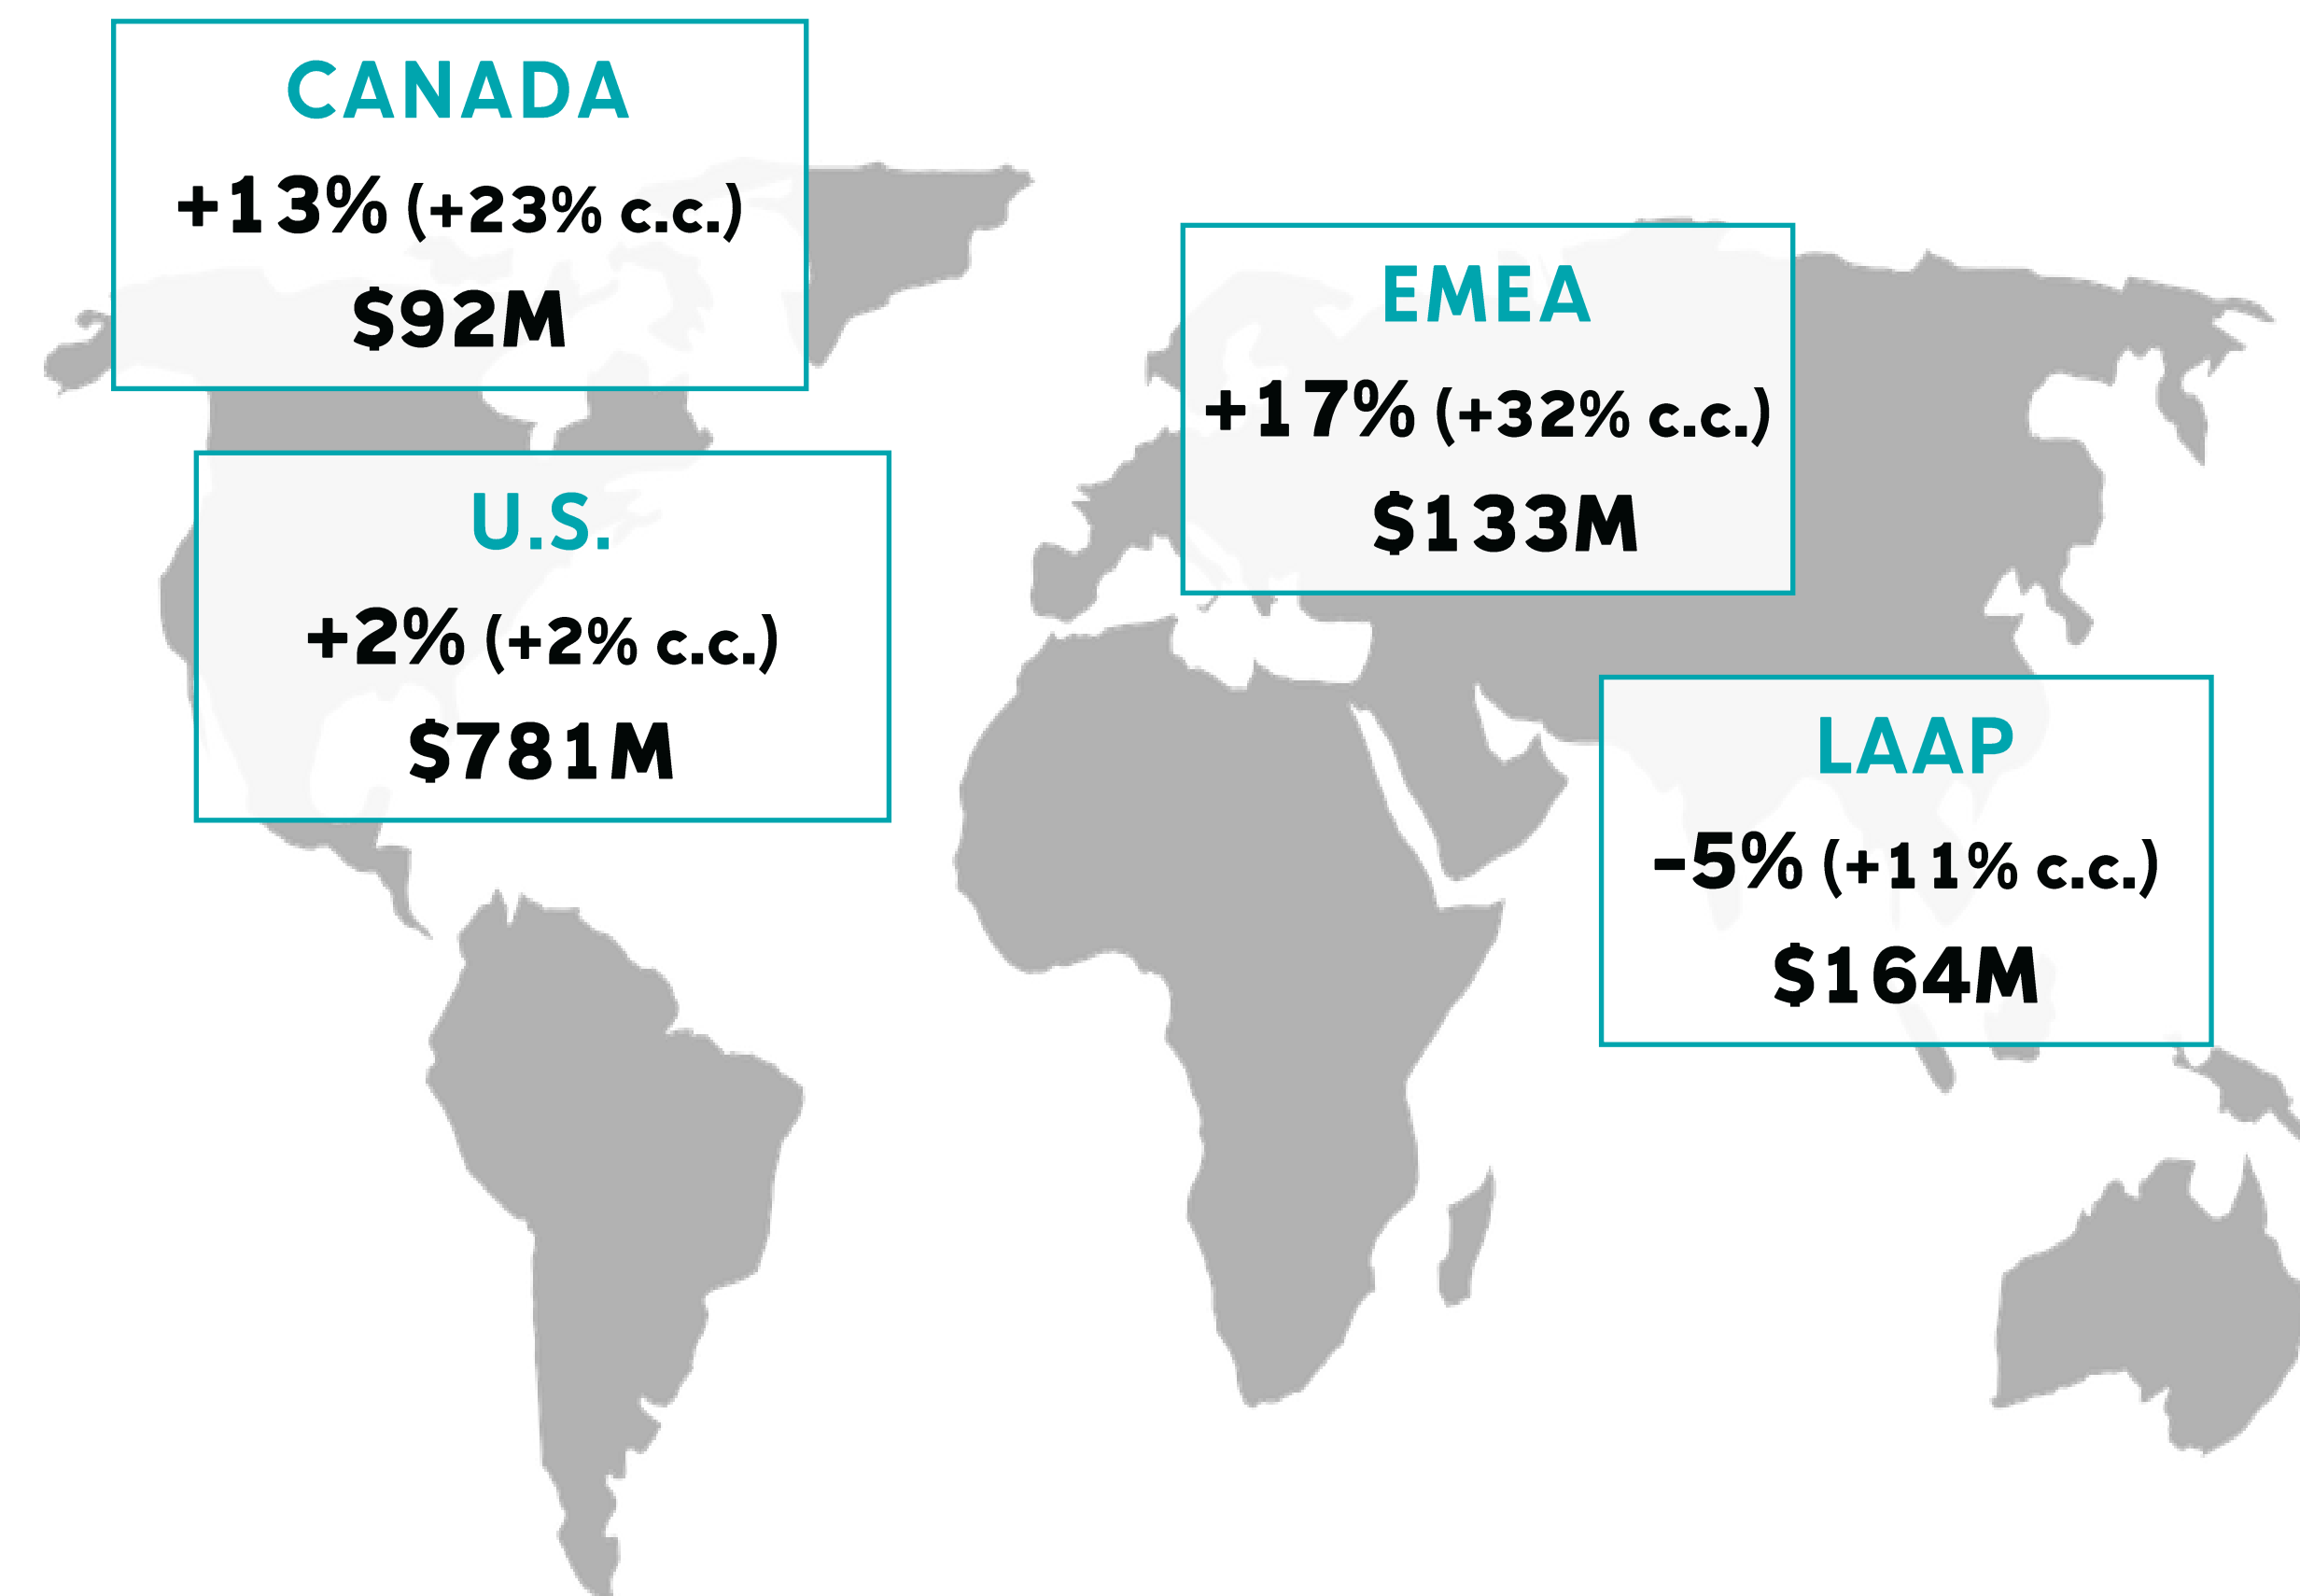 CANADA
+13% (+23% c.c.)
$92M
EMEA
+17% (+32% c.c.)
$133M
U.S.
+2% (+2% c.c.)
$781M
LAAP
-5% (+11% c.c.)
$164M